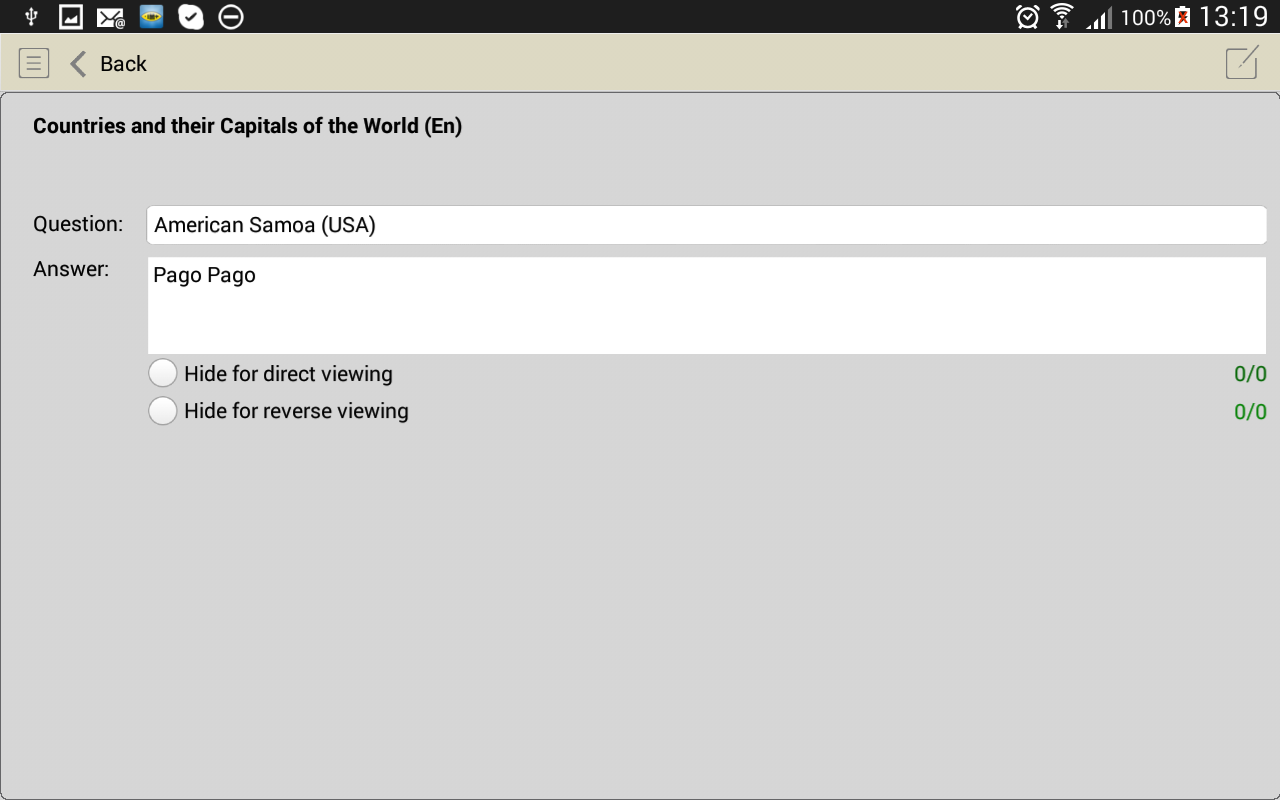 100% 13:19
Back
Countries and their Capitals of the World (En)
Question: American Samoa (USA)
Answer: Pago Pago
Hide for direct viewing 0/0
Hide for reverse viewing 0/0